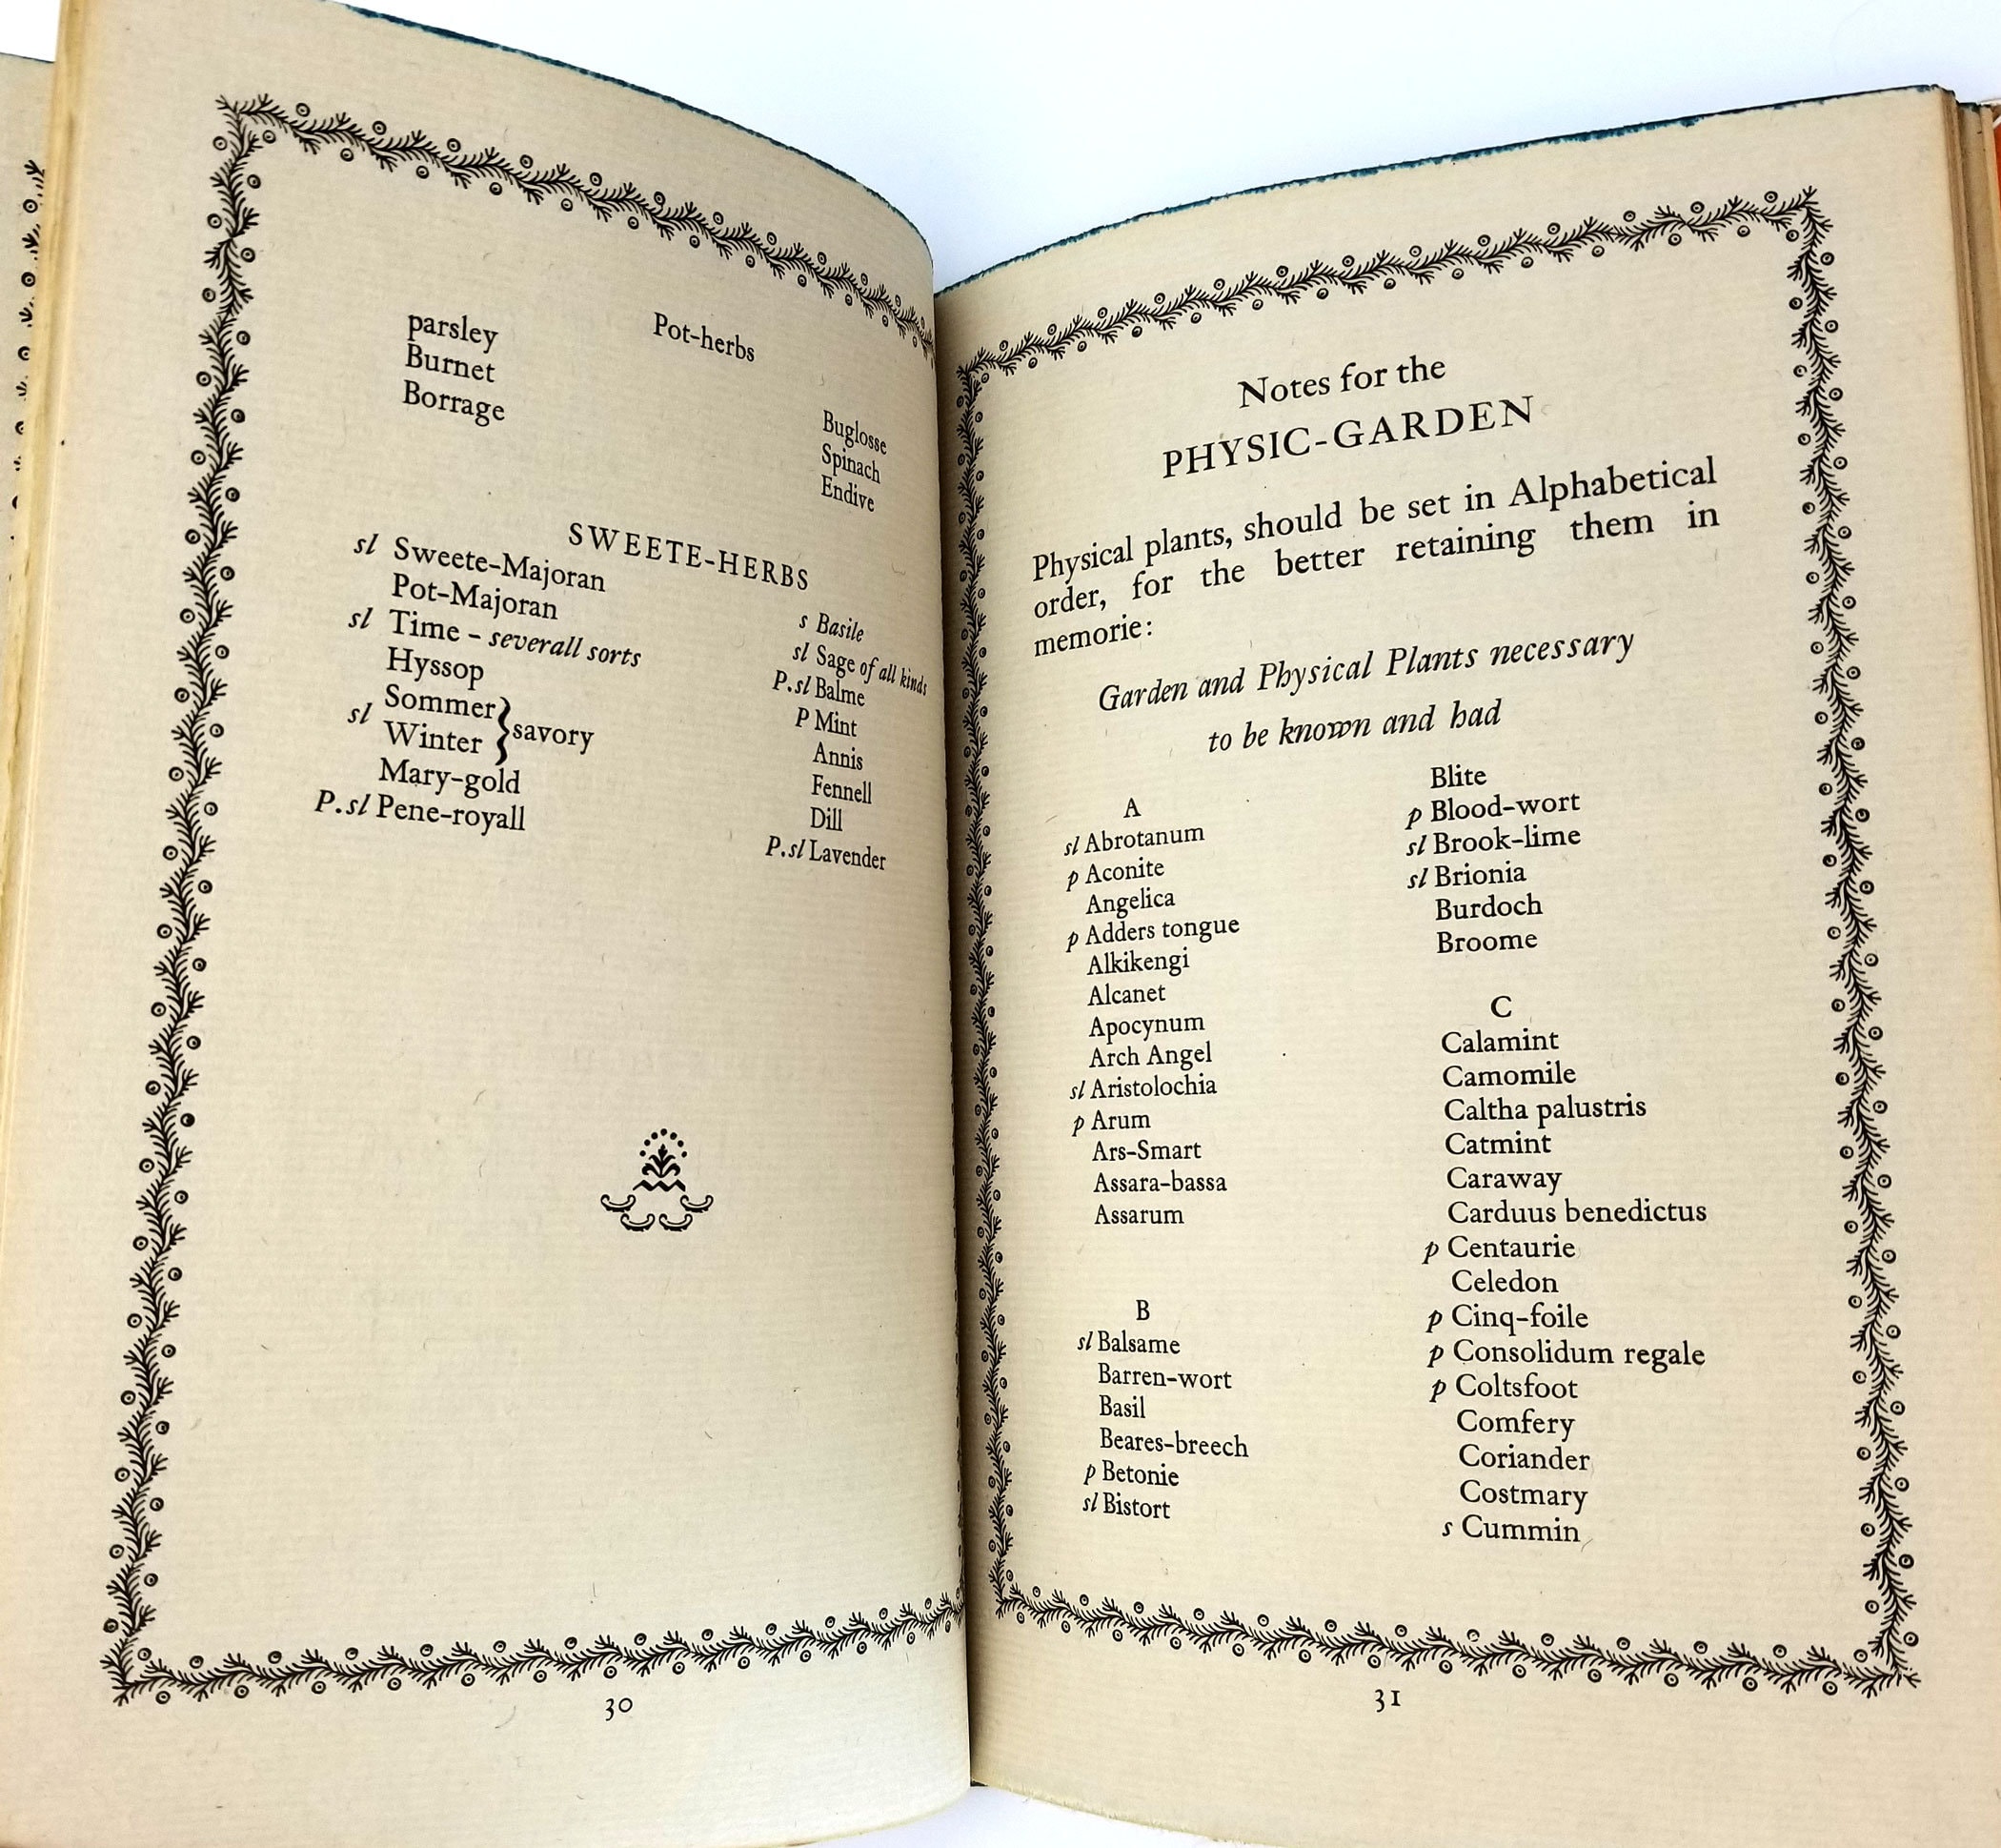 Pot-herbs
parsley
Burnet
Borrage
Buglosse
Spinach
Endive
SWEETE-HERBS
sl Sweete-Majoran
Pot-Majoran
sl Time - severall sorts
Hyssop
Sommer
sl } savory
Winter
Mary-gold
P.sl Pene-royall
s Basile
sl Sage of all kinds
P.sl Balme
P Mint
Annis
Fennell
Dill
P.sl Lavender
30
Notes for the
PHYSIC-GARDEN
Physical plants, should be set in Alphabetical
order, for the better retaining them in
memorie:
Garden and Physical Plants necessary
to be known and had
A
sl Abrotanum
p Aconite
Angelica
p Adders tongue
Alkikengi
Alcanet
Apocynum
Arch Angel
sl Aristolochia
p Arum
Ars-Smart
Assara-bassa
Assarum
B
sl Balsame
Barren-wort
Basil
Beares-breech
p Betonie
sl Bistort
Blite
p Blood-wort
sl Brook-lime
sl Brionia
Burdoch
Broome
C
Calamint
Camomile
Caltha palustris
Catmint
Caraway
Carduus benedictus
p Centaurie
Celedon
p Cinq-foile
p Consolidum regale
p Coltsfoot
Comfery
Coriander
Costmary
s Cummin
31